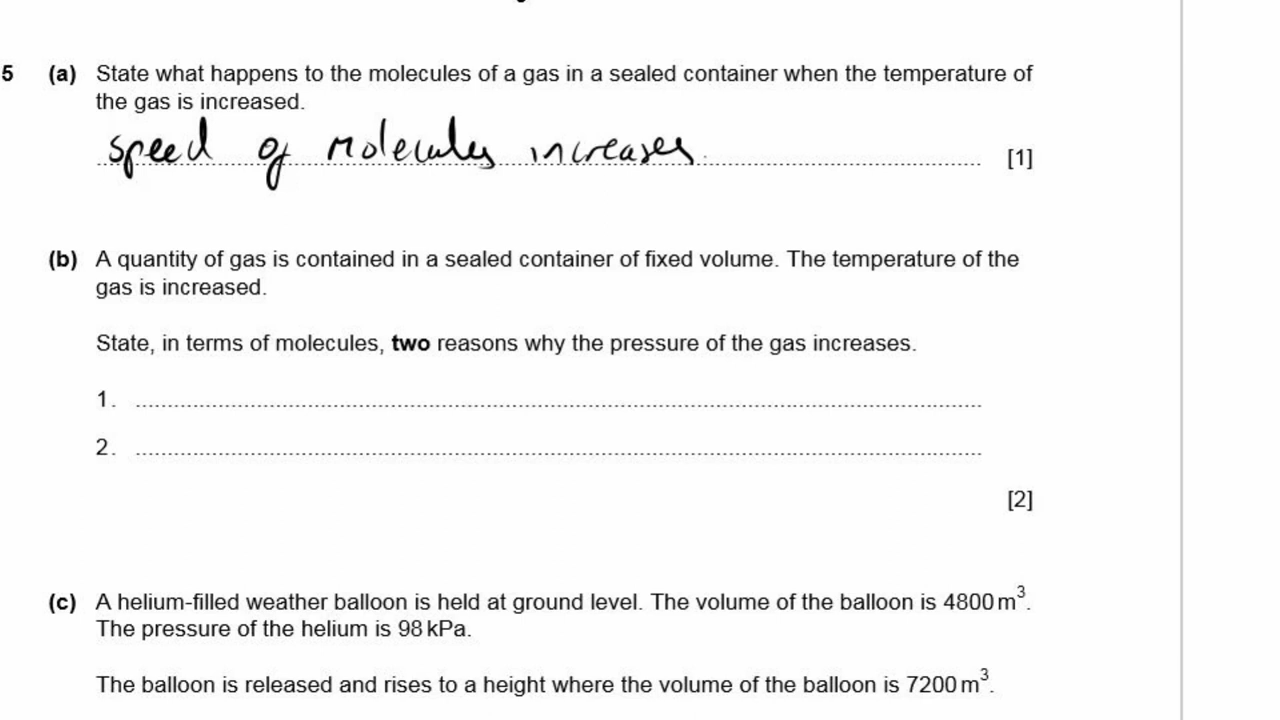 5 (a) State what happens to the molecules of a gas in a sealed container when the temperature of
the gas is increased.
speed of molecules increases. [1]
(b) A quantity of gas is contained in a sealed container of fixed volume. The temperature of the
gas is increased.
State, in terms of molecules, two reasons why the pressure of the gas increases.
1.
2.
[2]
(c) A helium-filled weather balloon is held at ground level. The volume of the balloon is 4800 m³.
The pressure of the helium is 98 kPa.
The balloon is released and rises to a height where the volume of the balloon is 7200 m³.